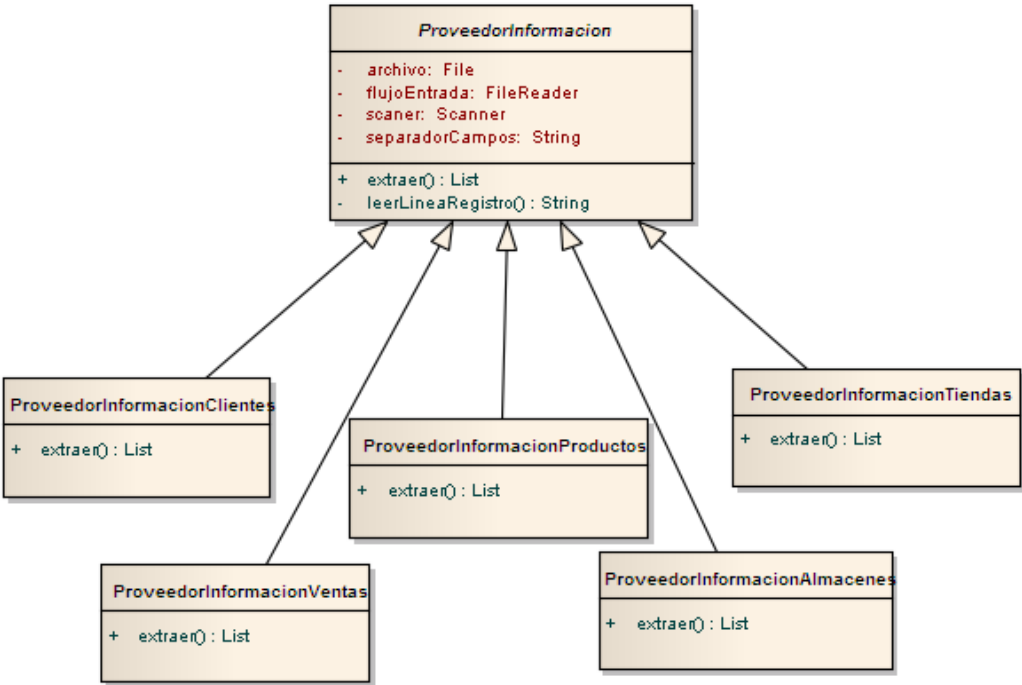 ProveedorInformacion
- archivo: File
- flujoEntrada: FileReader
- scaner: Scanner
- separadorCampos: String
+ extraer() : List
- leerLineaRegistro() : String
ProveedorInformacionClientes
+ extraer() : List
ProveedorInformacionTiendas
+ extraer() : List
ProveedorInformacionProductos
+ extraer() : List
ProveedorInformacionVentas
+ extraer() : List
ProveedorInformacionAlmacenes
+ extraer() : List